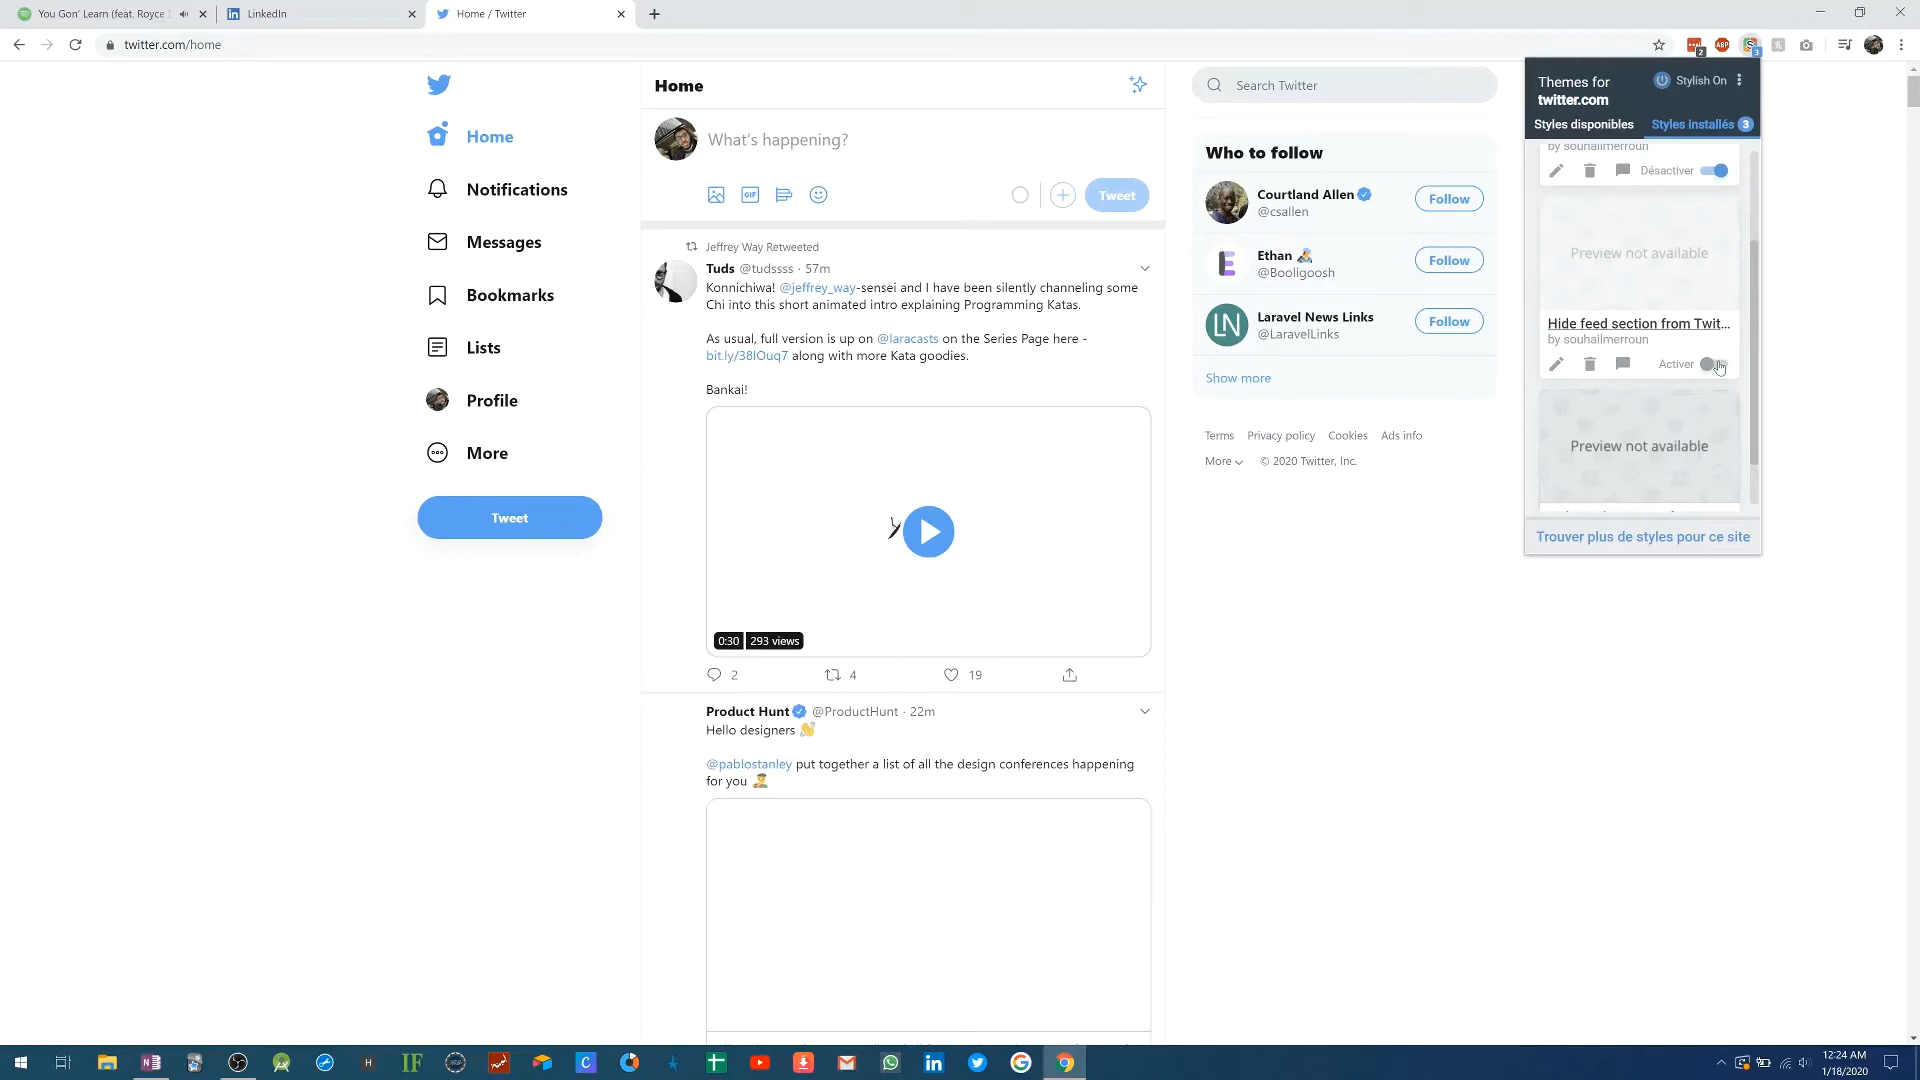 You Gon' Learn (feat. Royce
LinkedIn
Home / Twitter
twitter.com/home
2
ABP
3
Home
Notifications
Messages
Bookmarks
Lists
Profile
More
Tweet
Home
What's happening?
GIF
Tweet
Jeffrey Way Retweeted
Tuds @tudssss · 57m
Konnichiwa! @jeffrey_way-sensei and I have been silently channeling some
Chi into this short animated intro explaining Programming Katas.
As usual, full version is up on @laracasts on the Series Page here -
bit.ly/38lOuq7 along with more Kata goodies.
Bankai!
0:30 293 views
2 4 19
Product Hunt @ProductHunt · 22m
Hello designers
@pablostanley put together a list of all the design conferences happening
for you
Search Twitter
Who to follow
Courtland Allen
@csallen
Follow
E
Ethan
@Booligoosh
Follow
LN
Laravel News Links
@LaravelLinks
Follow
Show more
Terms Privacy policy Cookies Ads info
More © 2020 Twitter, Inc.
Themes for
twitter.com
Stylish On
Styles disponibles Styles installés 3
by souhailmerroun
Désactiver
Preview not available
Hide feed section from Twit...
by souhailmerroun
Activer
Preview not available
Trouver plus de styles pour ce site
H
IF
C
12:24 AM
1/18/2020